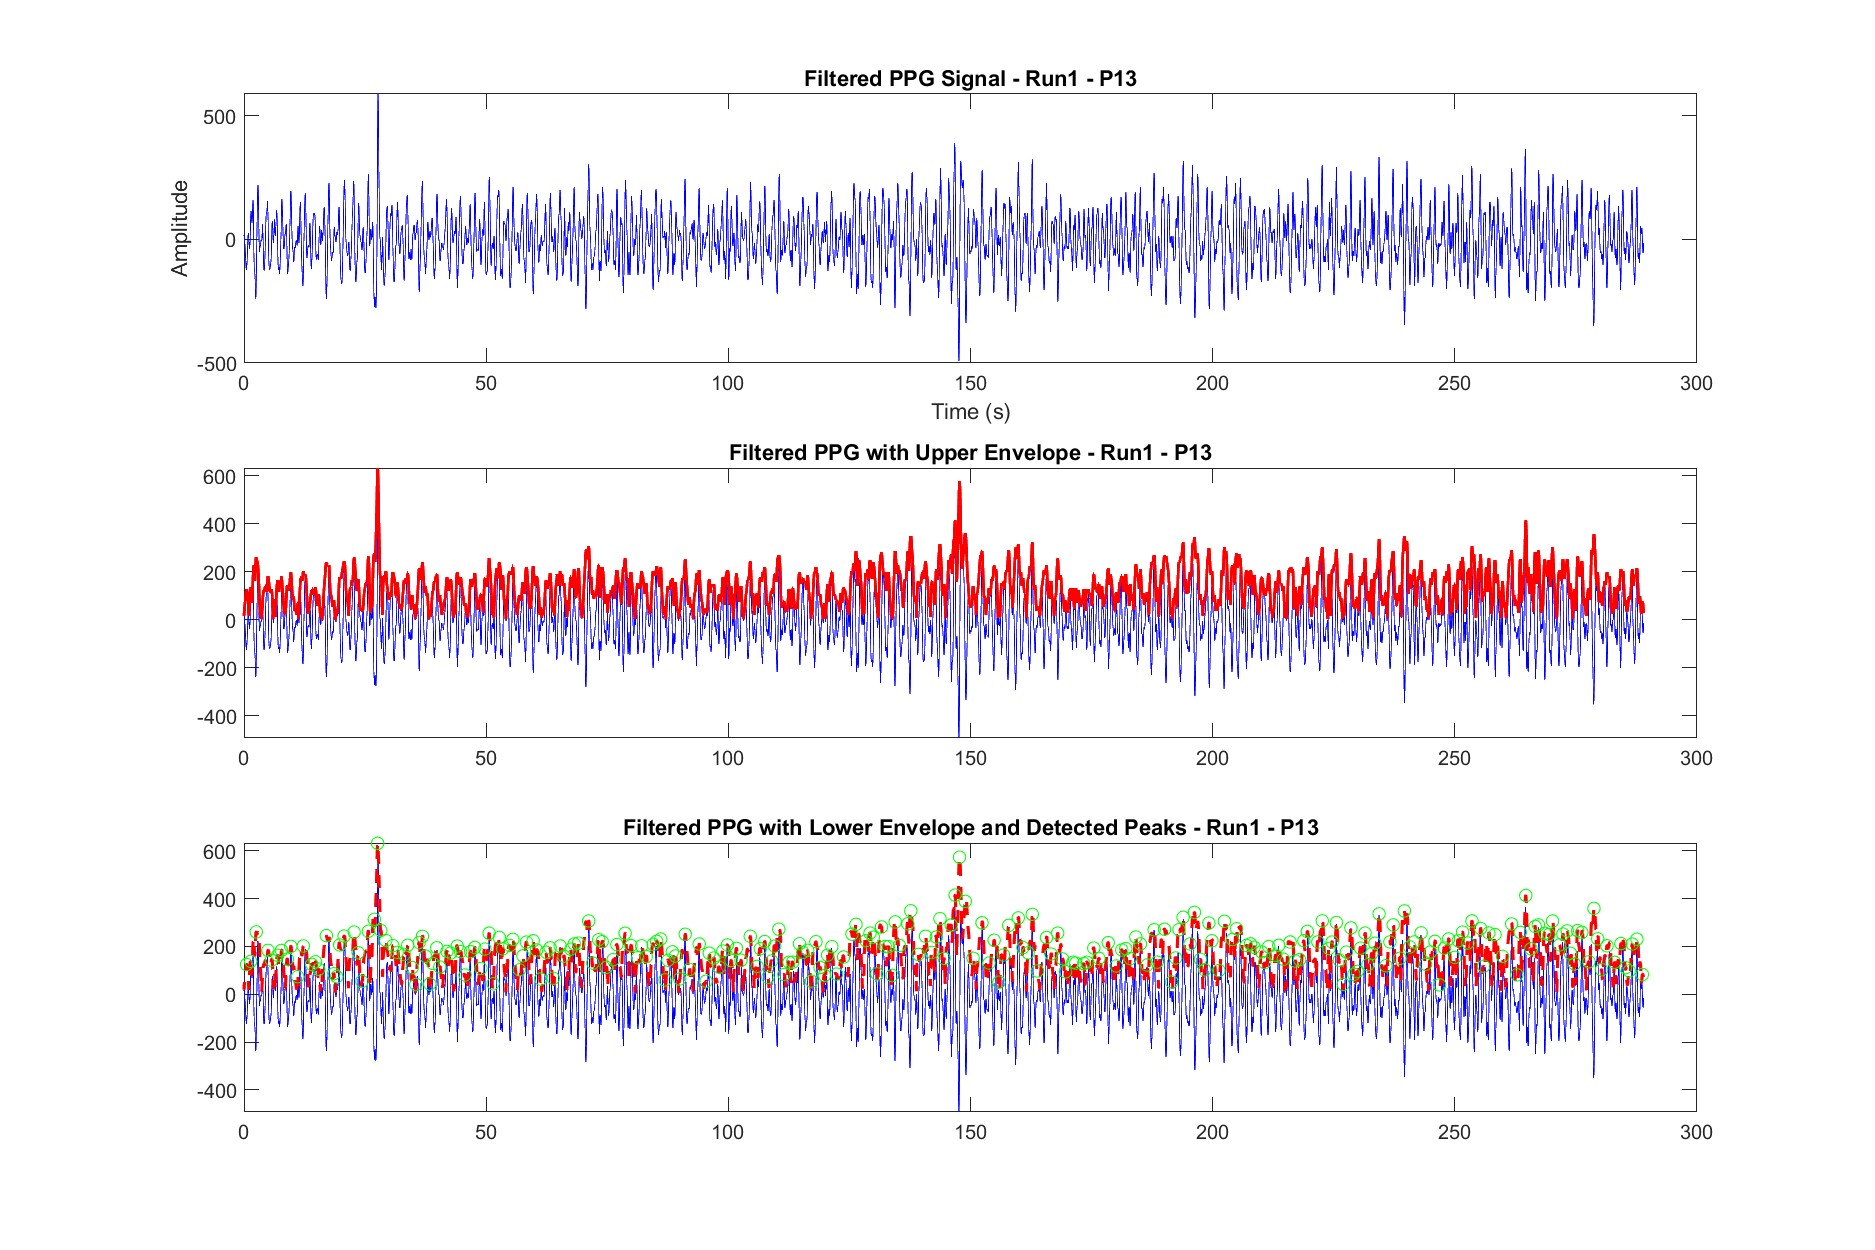 Filtered PPG Signal - Run1 - P13
500
0
-500
Amplitude
0 50 100 150 200 250 300
Time (s)
Filtered PPG with Upper Envelope - Run1 - P13
600
400
200
0
-200
-400
0 50 100 150 200 250 300
Filtered PPG with Lower Envelope and Detected Peaks - Run1 - P13
600
400
200
0
-200
-400
0 50 100 150 200 250 300